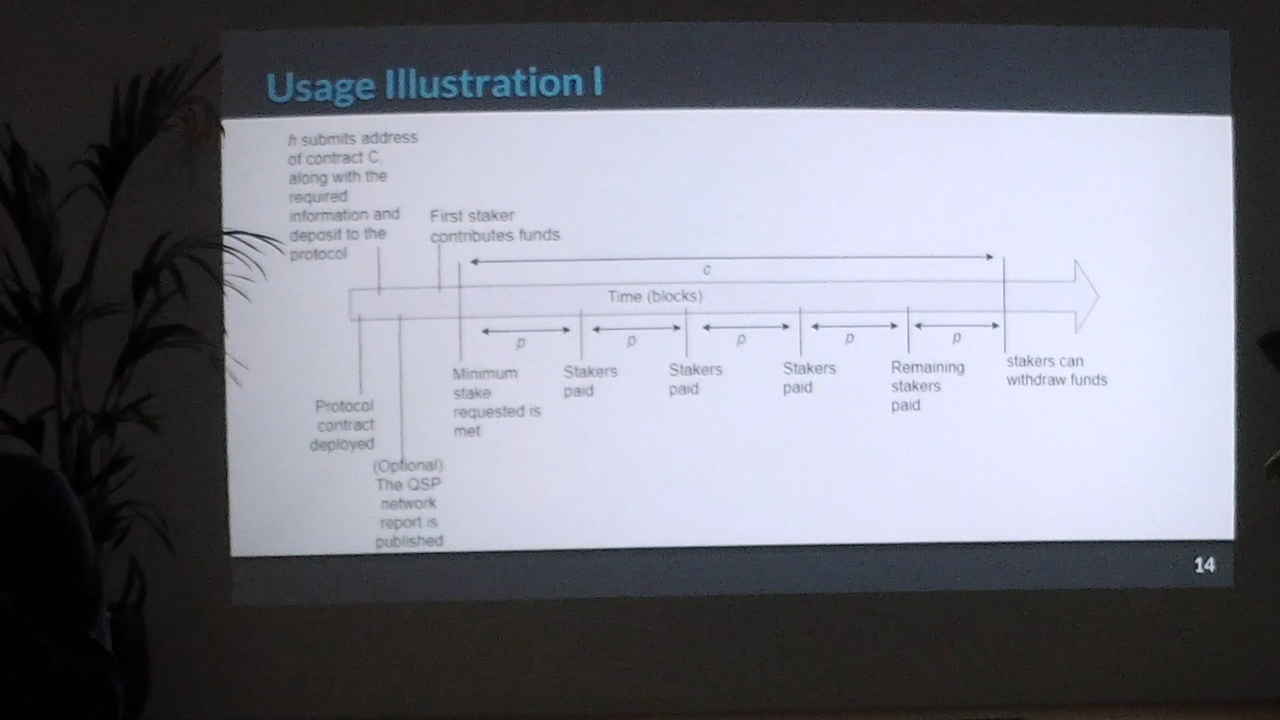 Usage Illustration I
h submits address
of contract C,
along with the
required
information and
deposit to the
protocol
First staker
contributes funds
c
Time (blocks)
p
p
p
p
p
Minimum
stake
requested is
met
Stakers
paid
Stakers
paid
Stakers
paid
Remaining
stakers
paid
stakers can
withdraw funds
Protocol
contract
deployed
(Optional)
The QSP
network
report is
published
14